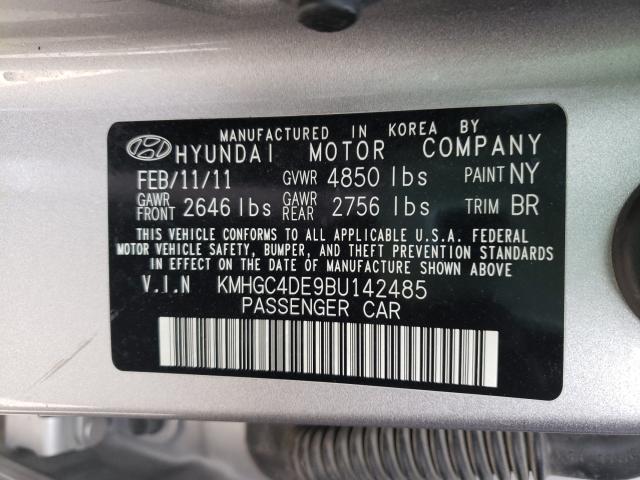 MANUFACTURED IN KOREA BY
HYUNDAI MOTOR COMPANY
FEB/11/11 GVWR 4850 lbs PAINT NY
GAWR FRONT 2646 lbs GAWR REAR 2756 lbs TRIM BR
THIS VEHICLE CONFORMS TO ALL APPLICABLE U.S.A. FEDERAL
MOTOR VEHICLE SAFETY, BUMPER, AND THEFT PREVENTION STANDARDS
IN EFFECT ON THE DATE OF MANUFACTURE SHOWN ABOVE
V.I.N KMHGC4DE9BU142485
PASSENGER CAR